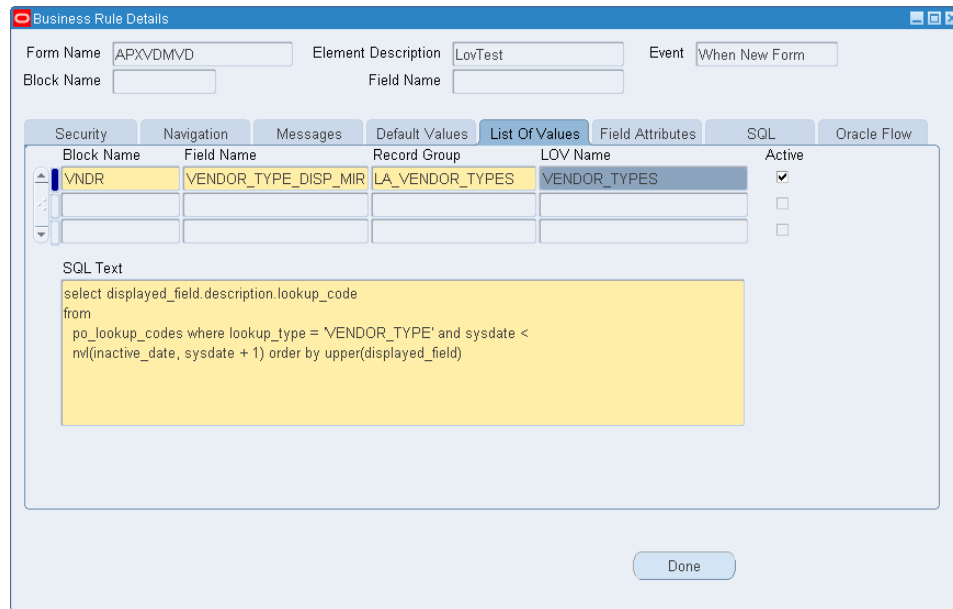 Business Rule Details
Form Name APXVDMVD Element Description LovTest Event When New Form
Block Name Field Name
Security Navigation Messages Default Values List Of Values Field Attributes SQL Oracle Flow
Block Name Field Name Record Group LOV Name Active
VNDR VENDOR_TYPE_DISP_MIR LA_VENDOR_TYPES VENDOR_TYPES
SQL Text
select displayed_field.description.lookup_code
from
po_lookup_codes where lookup_type = 'VENDOR_TYPE' and sysdate <
nvl(inactive_date, sysdate + 1) order by upper(displayed_field)
Done